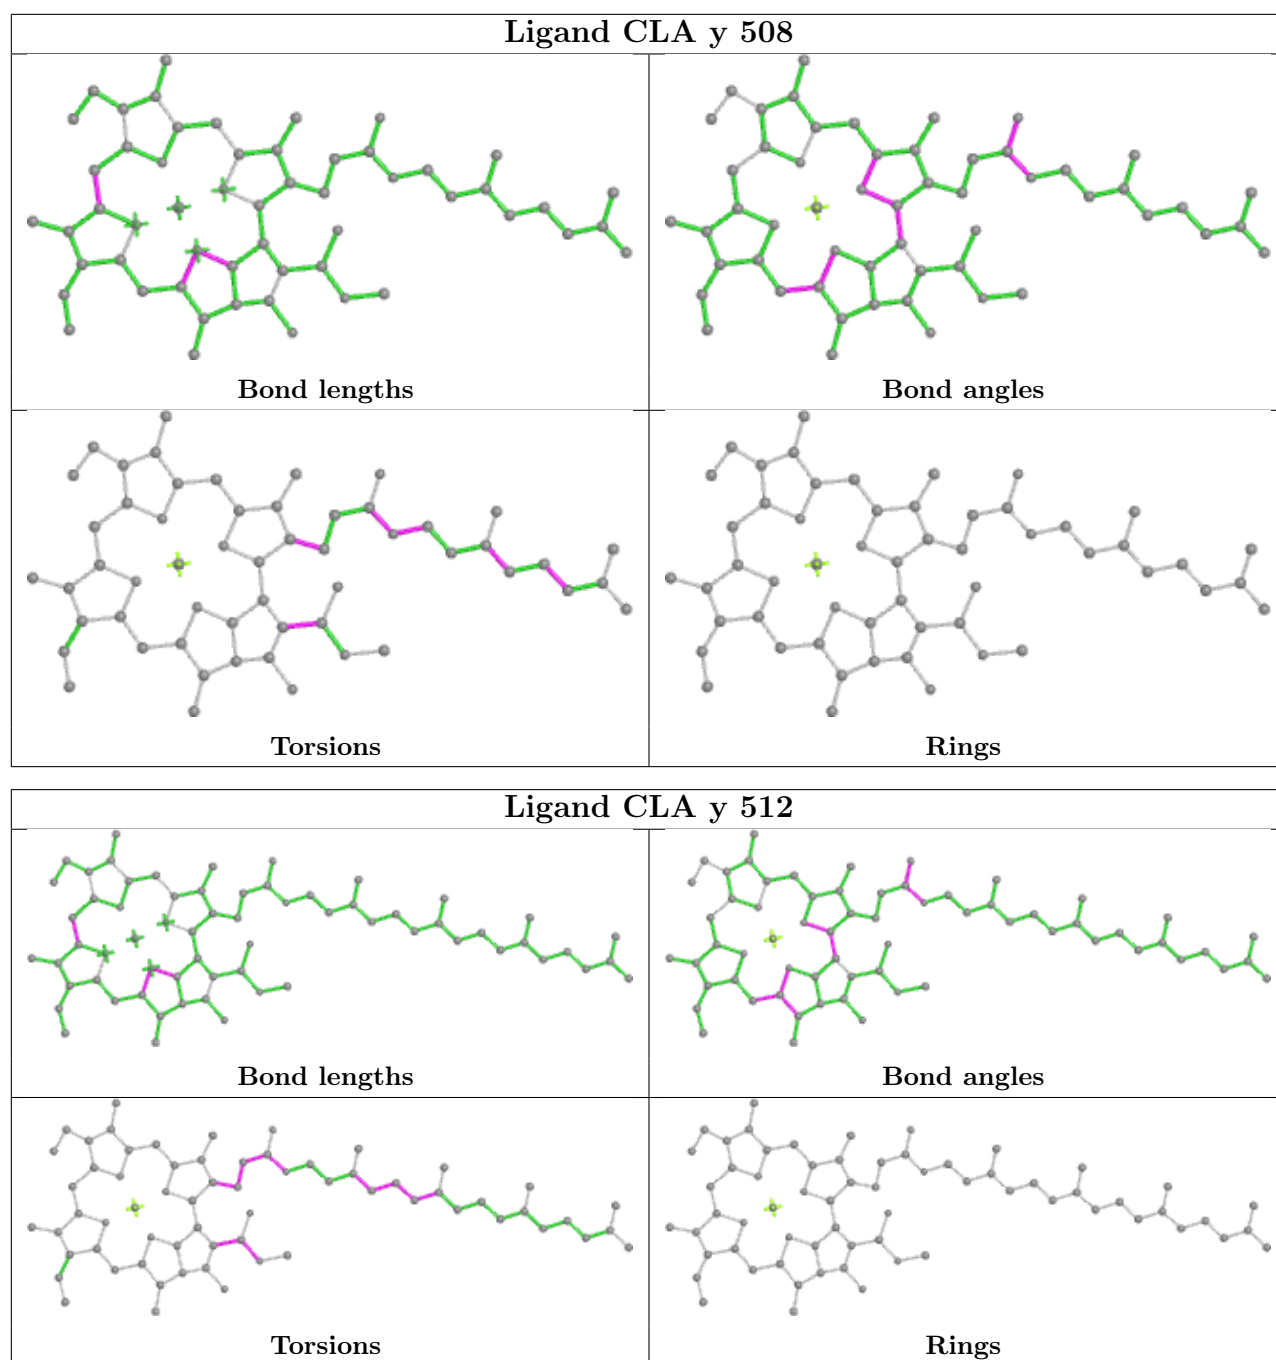 Ligand CLA y 508
Bond lengths
Bond angles
Torsions
Rings
Ligand CLA y 512
Bond lengths
Bond angles
Torsions
Rings